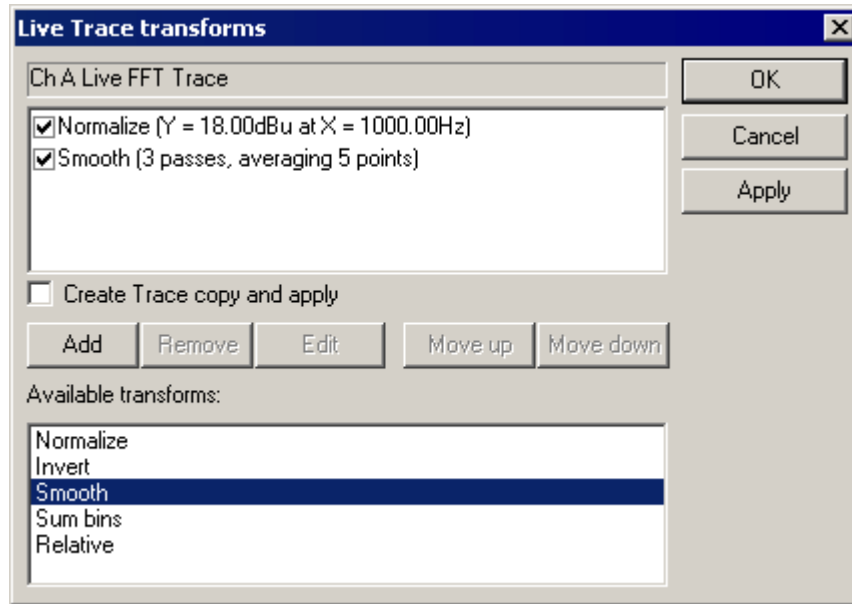 Live Trace transforms
Ch A Live FFT Trace
OK
Normalize (Y = 18.00dBu at X = 1000.00Hz)
Smooth (3 passes, averaging 5 points)
Cancel
Apply
Create Trace copy and apply
Add
Remove
Edit
Move up
Move down
Available transforms:
Normalize
Invert
Smooth
Sum bins
Relative